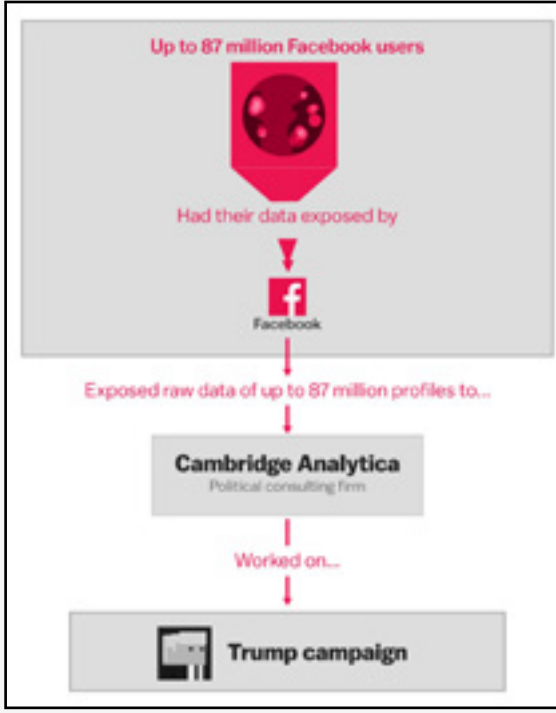 Up to 87 million Facebook users
Had their data exposed by
Facebook
Exposed raw data of up to 87 million profiles to...
Cambridge Analytica
Political consulting firm
Worked on...
Trump campaign